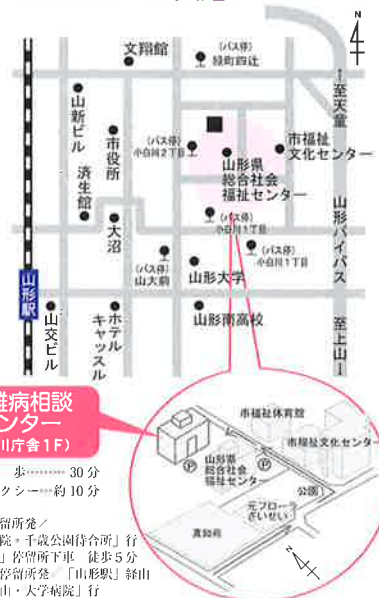 N
文翔館
(バス停)
緑町四辻
至天童
山新ビル
市役所
(バス停)
小白川2丁目
市福祉
文化センター
山形県
総合社会
福祉センター
済生館
大沼
(バス停)
小白川1丁目
(バス停)
小白川1丁目
(バス停)
山大前
山形大学
山形バイパス
山形駅
山交ビル
ホテル
キャッスル
山形南高校
至上山
難病相談
ンター
川庁舎1F)
市福祉体育館
市福祉文化センター
山形県
総合社会
福祉センター
P
P
公園
元フローラ
さいせい
真如苑
N
歩………30分
クシー…約10分
留所発/
院・千歳公園待合所」行
」停留所下車 徒歩5分
停留所発/「山形駅」経由
山・大学病院」行